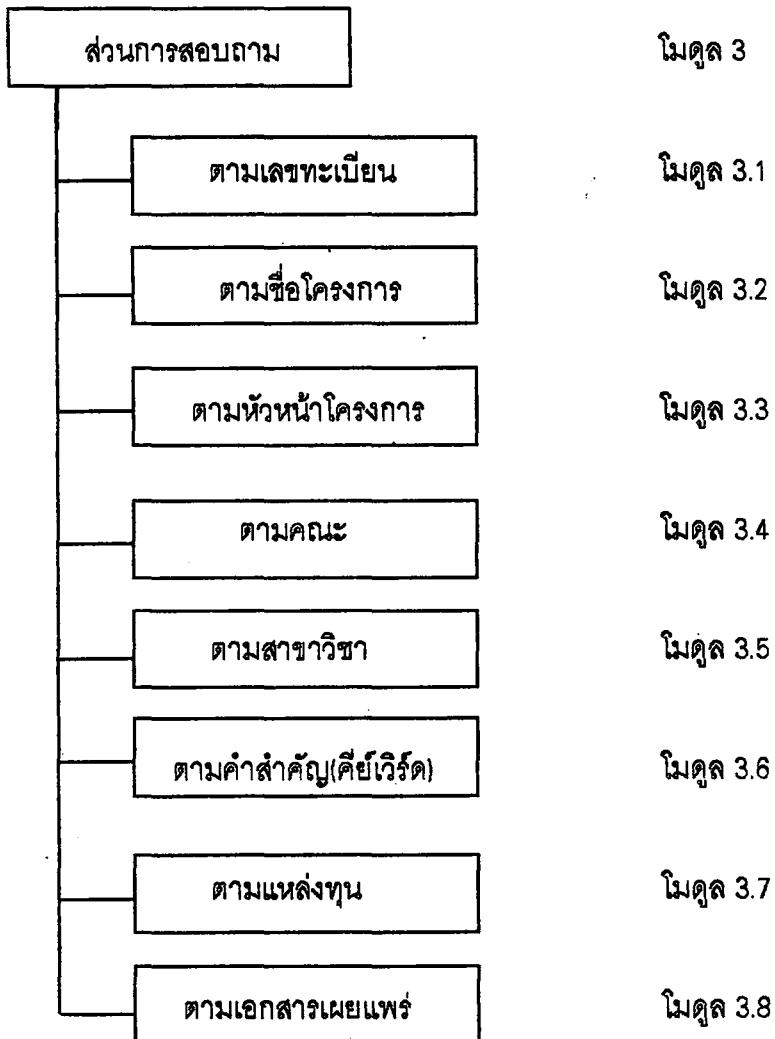 ส่วนการสอบถาม โมดูล 3
ตามเลขทะเบียน โมดูล 3.1
ตามชื่อโครงการ โมดูล 3.2
ตามหัวหน้าโครงการ โมดูล 3.3
ตามคณะ โมดูล 3.4
ตามสาขาวิชา โมดูล 3.5
ตามคำสำคัญ(คีย์เวิร์ด) โมดูล 3.6
ตามแหล่งทุน โมดูล 3.7
ตามเอกสารเผยแพร่ โมดูล 3.8